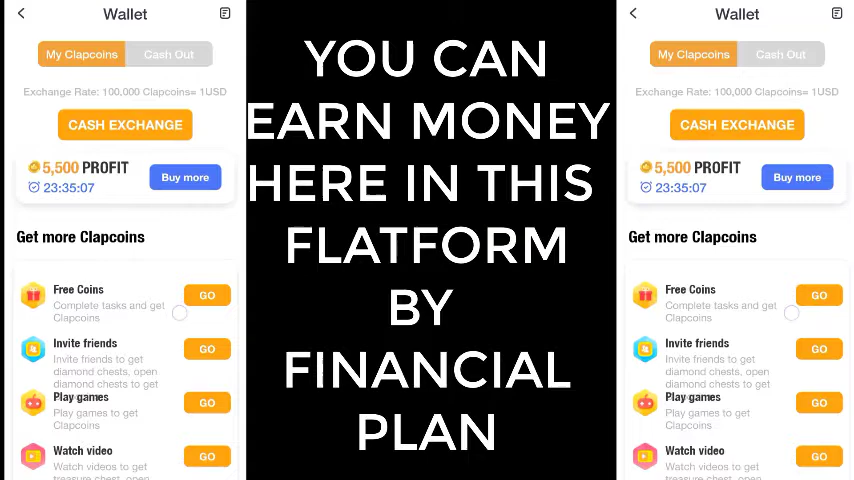 Wallet
My Clapcoins Cash Out
Exchange Rate: 100,000 Clapcoins= 1USD
CASH EXCHANGE
5,500 PROFIT
23:35:07
Buy more
Get more Clapcoins
Free Coins
Complete tasks and get
Clapcoins
GO
Invite friends
Invite friends to get
diamond chests, open
diamond chests to get
GO
Play games
Play games to get
Clapcoins
GO
Watch video
Watch videos to get
treasure chest, open
GO
YOU CAN
EARN MONEY
HERE IN THIS
FLATFORM
BY
FINANCIAL
PLAN
Wallet
My Clapcoins Cash Out
Exchange Rate: 100,000 Clapcoins= 1USD
CASH EXCHANGE
5,500 PROFIT
23:35:07
Buy more
Get more Clapcoins
Free Coins
Complete tasks and get
Clapcoins
GO
Invite friends
Invite friends to get
diamond chests, open
diamond chests to get
GO
Play games
Play games to get
Clapcoins
GO
Watch video
Watch videos to get
treasure chest, open
GO